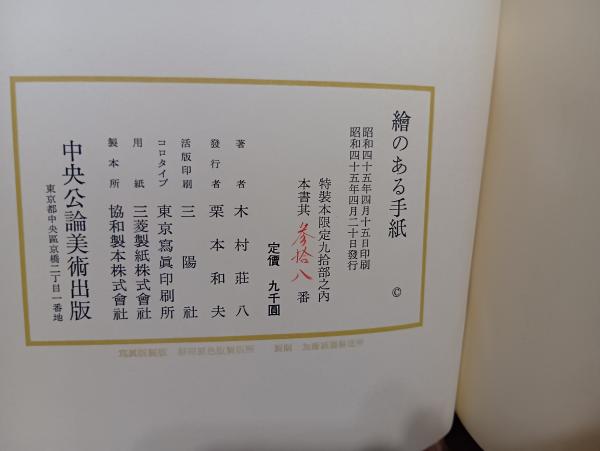 繪のある手紙
昭和四十五年四月十五日印刷
昭和四十五年四月二十日發行
©
特装本限定九拾部之內
本書其 參拾八 番
定價 九千圓
著者 木村莊八
發行者 栗本和夫
活版印刷 三陽社
コロタイプ 東京寫眞印刷所
用紙 三菱製紙株式會社
製本所 協和製本株式會社
中央公論美術出版
東京都中央區京橋二丁目一番地